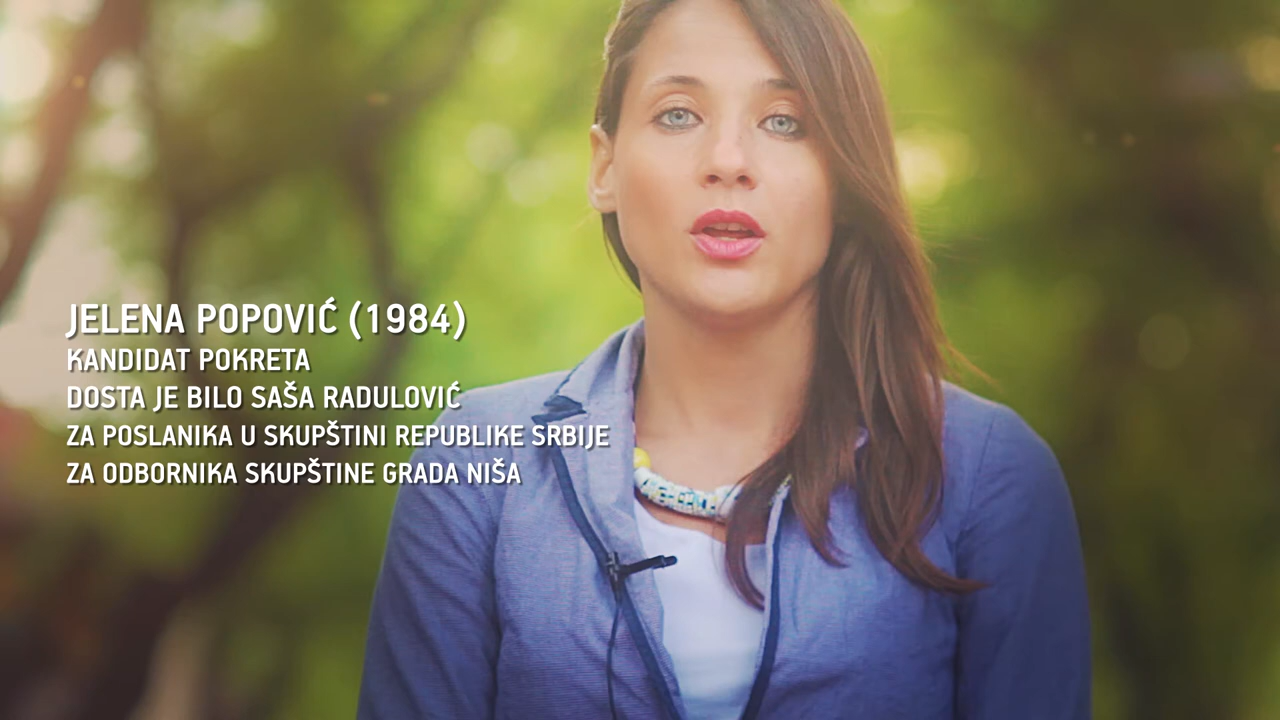 JELENA POPOVIĆ (1984)
KANDIDAT POKRETA
DOSTA JE BILO SAŠA RADULOVIĆ
ZA POSLANIKA U SKUPŠTINI REPUBLIKE SRBIJE
ZA ODBORNIKA SKUPŠTINE GRADA NIŠA